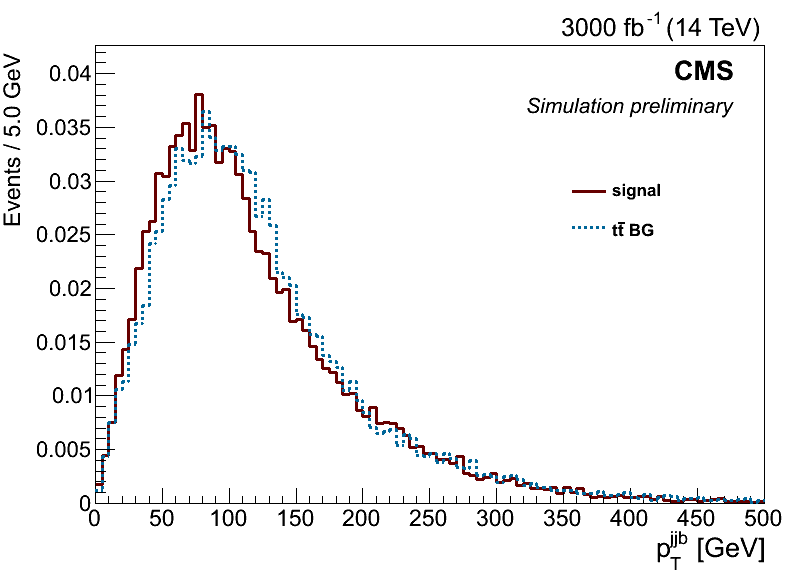 3000 fb⁻¹ (14 TeV)
CMS
Simulation preliminary
Events / 5.0 GeV
0.04
0.035
0.03
0.025
0.02
0.015
0.01
0.005
0
signal
tt̄ BG
0 50 100 150 200 250 300 350 400 450 500
p_T^jjb [GeV]